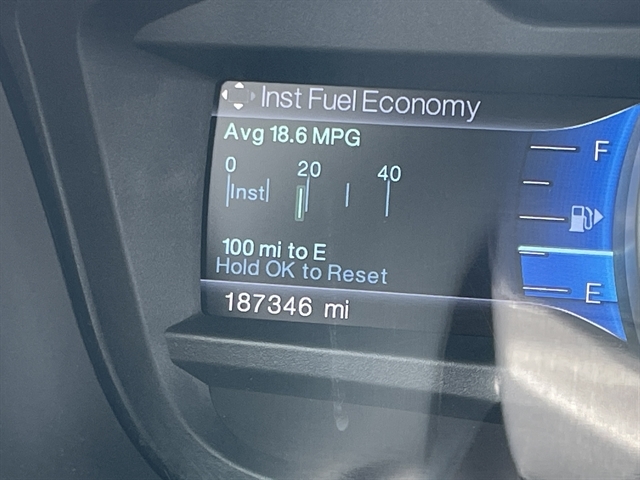 Inst Fuel Economy
Avg 18.6 MPG
0 20 40
Inst
100 mi to E
Hold OK to Reset
187346 mi
F
E